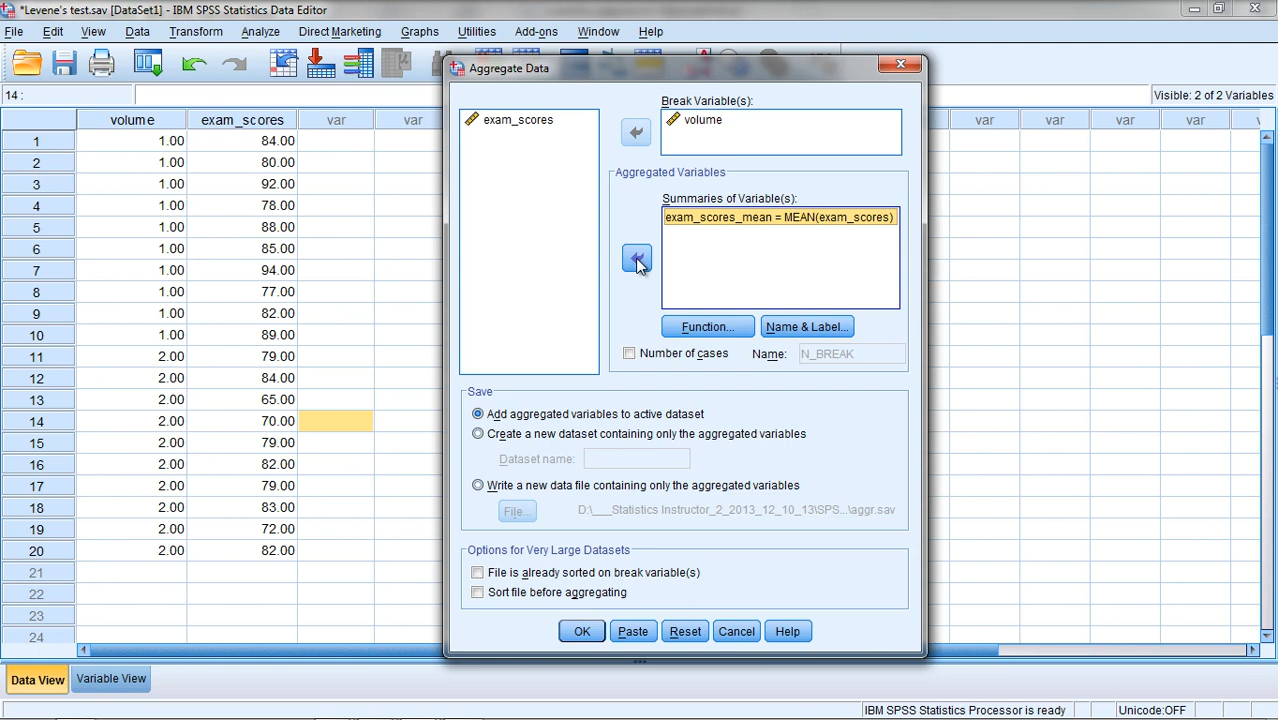 *Levene's test.sav [DataSet1] - IBM SPSS Statistics Data Editor
File Edit View Data Transform Analyze Direct Marketing Graphs Utilities Add-ons Window Help
14 :
Visible: 2 of 2 Variables
volume exam_scores var var var var var
1 1.00 84.00
2 1.00 80.00
3 1.00 92.00
4 1.00 78.00
5 1.00 88.00
6 1.00 85.00
7 1.00 94.00
8 1.00 77.00
9 1.00 82.00
10 1.00 89.00
11 2.00 79.00
12 2.00 84.00
13 2.00 65.00
14 2.00 70.00
15 2.00 79.00
16 2.00 82.00
17 2.00 79.00
18 2.00 83.00
19 2.00 72.00
20 2.00 82.00
21
22
23
24
Aggregate Data
exam_scores
Break Variable(s):
volume
Aggregated Variables
Summaries of Variable(s):
exam_scores_mean = MEAN(exam_scores)
Function... Name & Label...
Number of cases Name: N_BREAK
Save
Add aggregated variables to active dataset
Create a new dataset containing only the aggregated variables
Dataset name:
Write a new data file containing only the aggregated variables
File... D:\___Statistics Instructor_2_2013_12_10_13\SPS...\aggr.sav
Options for Very Large Datasets
File is already sorted on break variable(s)
Sort file before aggregating
OK Paste Reset Cancel Help
Data View Variable View
IBM SPSS Statistics Processor is ready Unicode:OFF